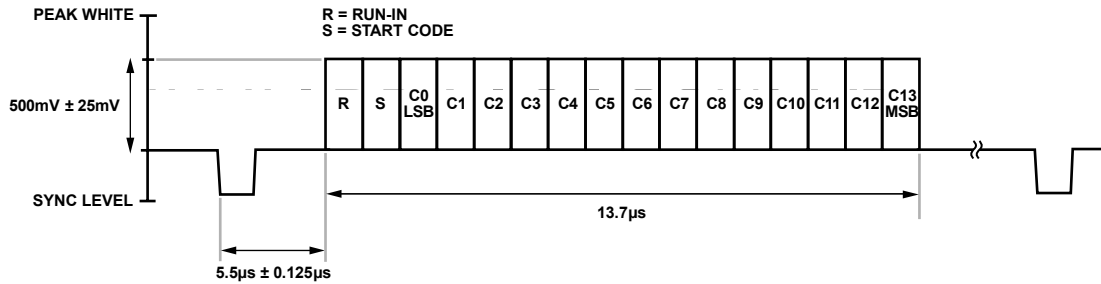 PEAK WHITE
R = RUN-IN
S = START CODE
500mV ± 25mV
R
S
C0
LSB
C1
C2
C3
C4
C5
C6
C7
C8
C9
C10
C11
C12
C13
MSB
SYNC LEVEL
13.7µs
5.5µs ± 0.125µs